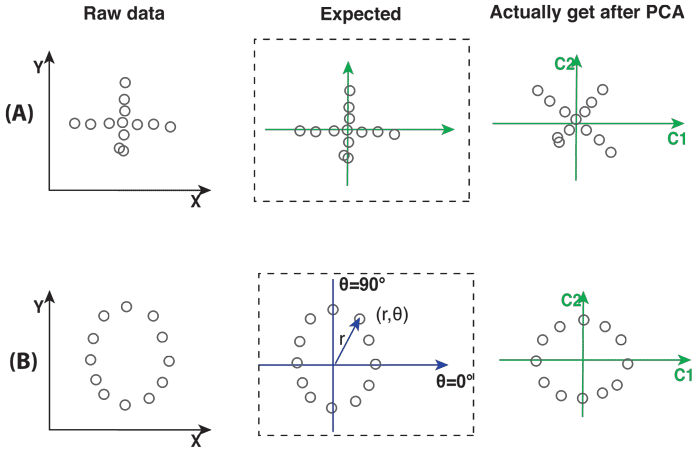 Raw data
Expected
Actually get after PCA
(A)
Y
X
C2
C1
(B)
Y
X
θ=90°
(r,θ)
r
θ=0°
C2
C1